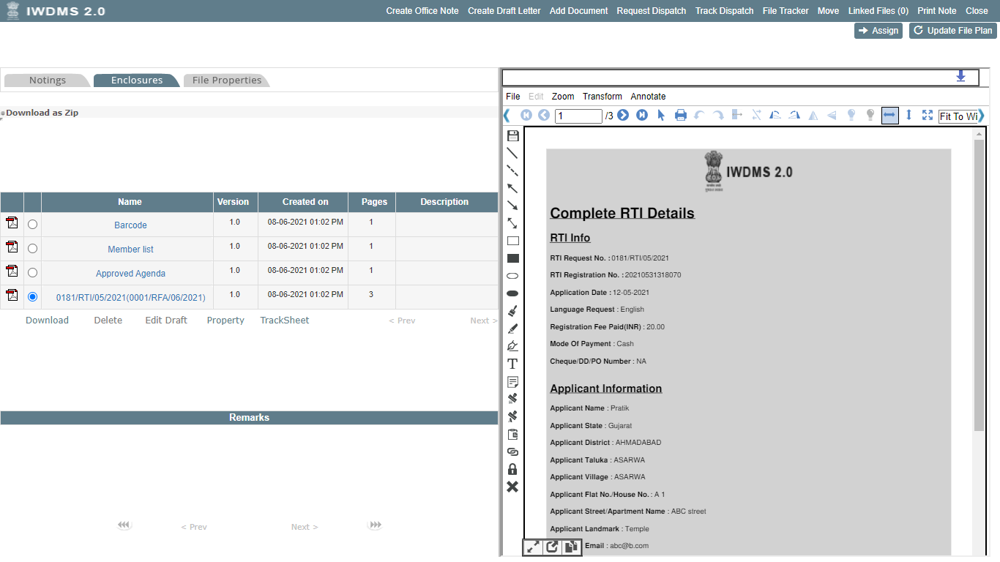 IWDMS 2.0
Create Office Note Create Draft Letter Add Document Request Dispatch Track Dispatch File Tracker Move Linked Files (0) Print Note Close
Assign Update File Plan
Notings Enclosures File Properties
Download as Zip
Name Version Created on Pages Description
Barcode 1.0 08-06-2021 01:02 PM 1
Member list 1.0 08-06-2021 01:02 PM 1
Approved Agenda 1.0 08-06-2021 01:02 PM 1
0181/RTI/05/2021(0001/RFA/06/2021) 1.0 08-06-2021 01:02 PM 3
Download Delete Edit Draft Property TrackSheet < Prev Next >
Remarks
< Prev Next >
File Edit Zoom Transform Annotate
1 /3 Fit To Wi
IWDMS 2.0
Complete RTI Details
RTI Info
RTI Request No. : 0181/RTI/05/2021
RTI Registration No. : 20210531318070
Application Date : 12-05-2021
Language Request : English
Registration Fee Paid(INR) : 20.00
Mode Of Payment : Cash
Cheque/DD/PO Number : NA
Applicant Information
Applicant Name : Pratik
Applicant State : Gujarat
Applicant District : AHMADABAD
Applicant Taluka : ASARWA
Applicant Village : ASARWA
Applicant Flat No./House No. : A 1
Applicant Street/Apartment Name : ABC street
Applicant Landmark : Temple
Email : abc@b.com